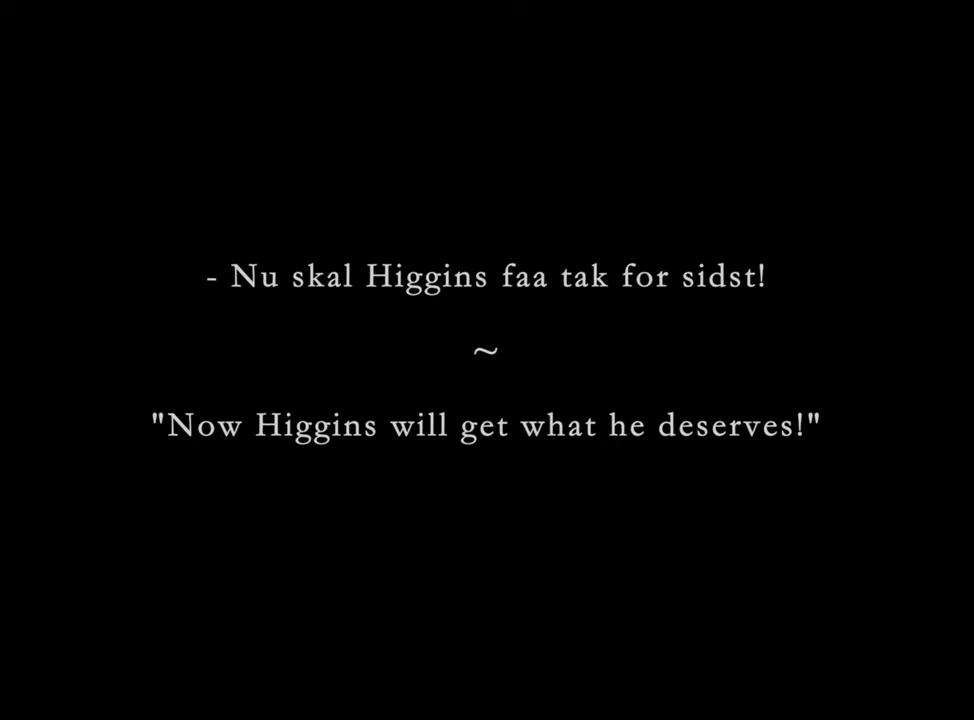 - Nu skal Higgins faa tak for sidst!
~
"Now Higgins will get what he deserves!"